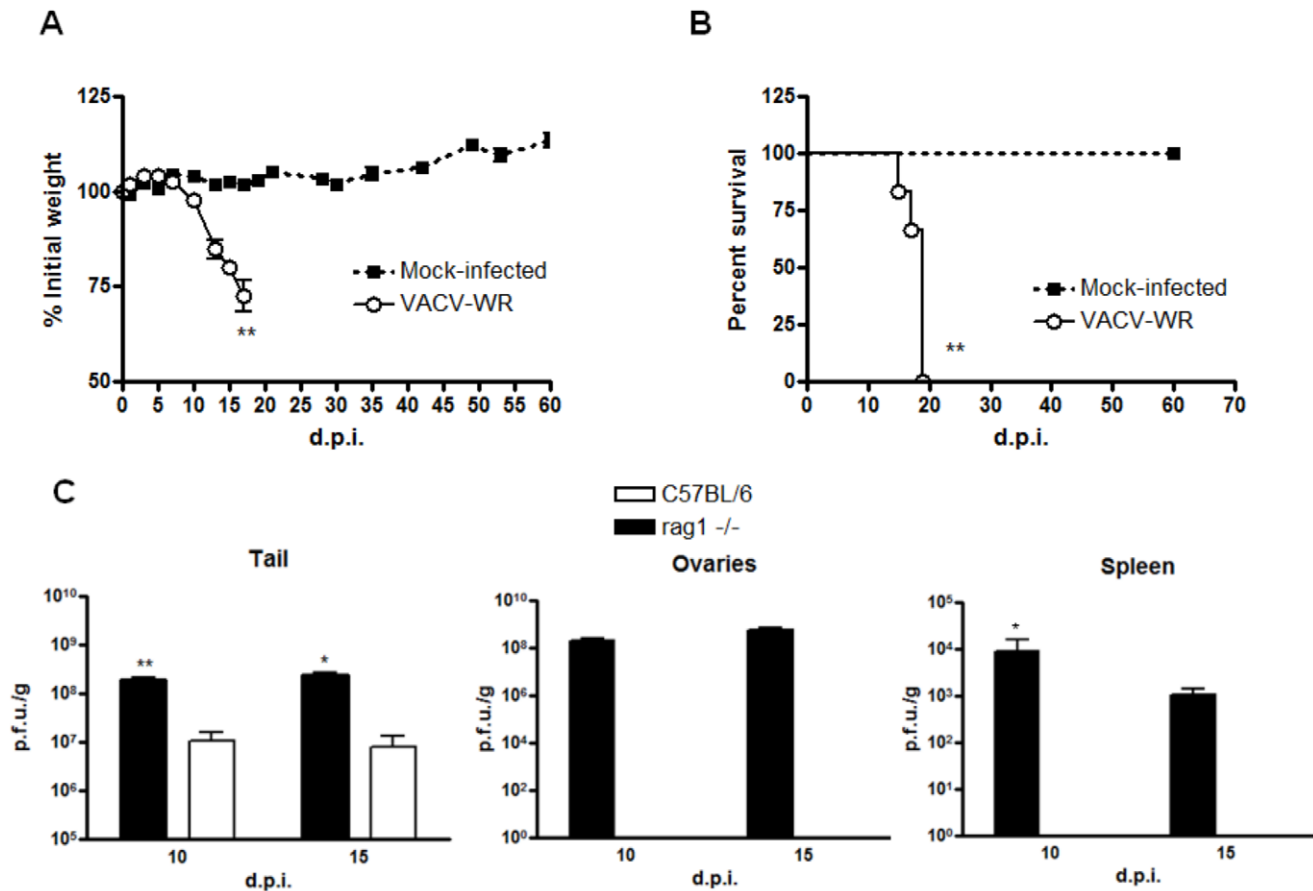 A
125
100
75
50
% Initial weight
Mock-infected
VACV-WR
**
0 5 10 15 20 25 30 35 40 45 50 55 60
d.p.i.
B
125
100
75
50
25
0
Percent survival
Mock-infected
VACV-WR
**
0 10 20 30 40 50 60 70
d.p.i.
C
C57BL/6
rag1 -/-
Tail
10¹⁰
10⁹
10⁸
10⁷
10⁶
10⁵
p.f.u./g
** *
10 15
d.p.i.
Ovaries
10¹⁰
10⁸
10⁶
10⁴
10²
10⁰
p.f.u./g
10 15
d.p.i.
Spleen
10⁵
10⁴
10³
10²
10¹
10⁰
p.f.u./g
*
10 15
d.p.i.